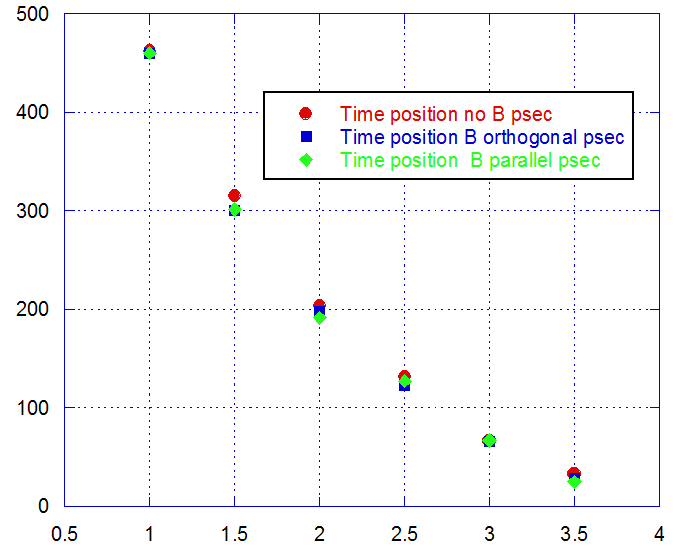 500
400
300
200
100
0
Time position no B psec
Time position B orthogonal psec
Time position  B parallel psec
0.5 1 1.5 2 2.5 3 3.5 4